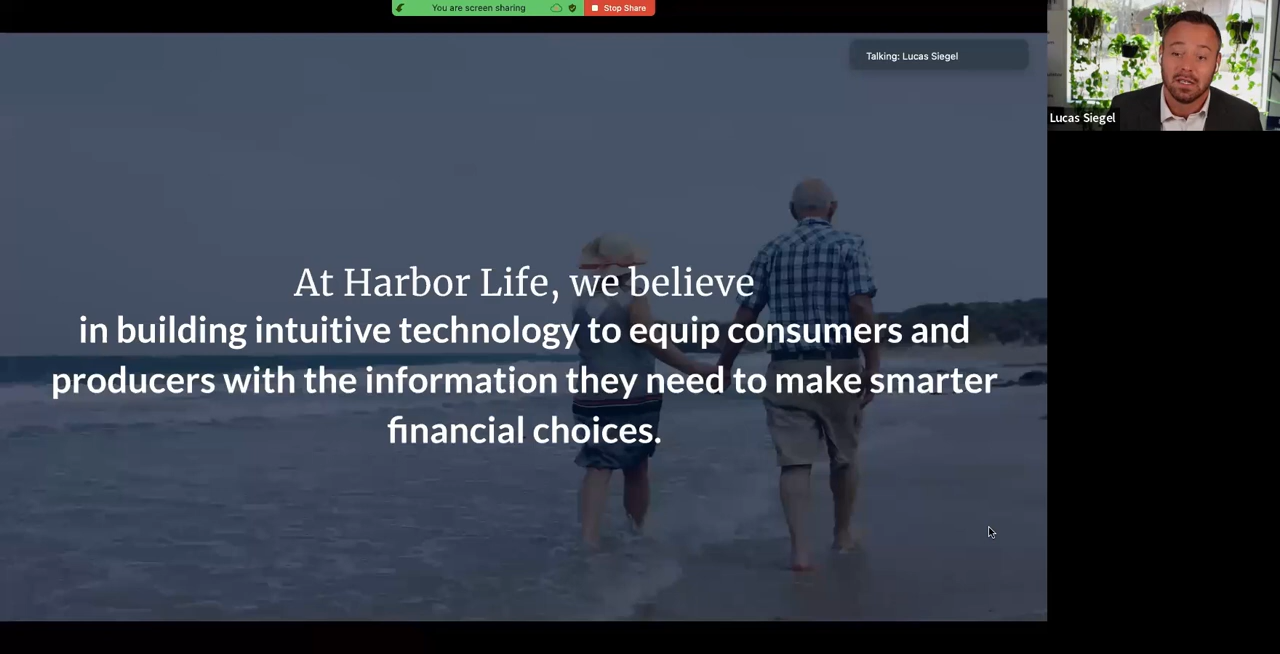 You are screen sharing
Stop Share
Talking: Lucas Siegel
Lucas Siegel
At Harbor Life, we believe
in building intuitive technology to equip consumers and
producers with the information they need to make smarter
financial choices.